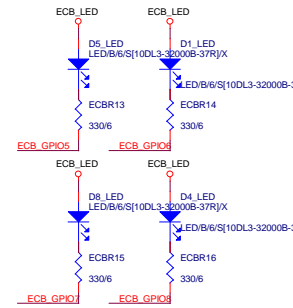 ECB_LED ECB_LED
D5_LED D1_LED
LED/B/6/S[10DL3-32000B-37R]/X
LED/B/6/S[10DL3-32000B-3
ECBR13 ECBR14
330/6 330/6
ECB_GPIO5 ECB_GPIO6
ECB_LED ECB_LED
D8_LED D4_LED
LED/B/6/S[10DL3-32000B-37R]/X
LED/B/6/S[10DL3-32000B-3
ECBR15 ECBR16
330/6 330/6
ECB_GPIO7 ECB_GPIO8